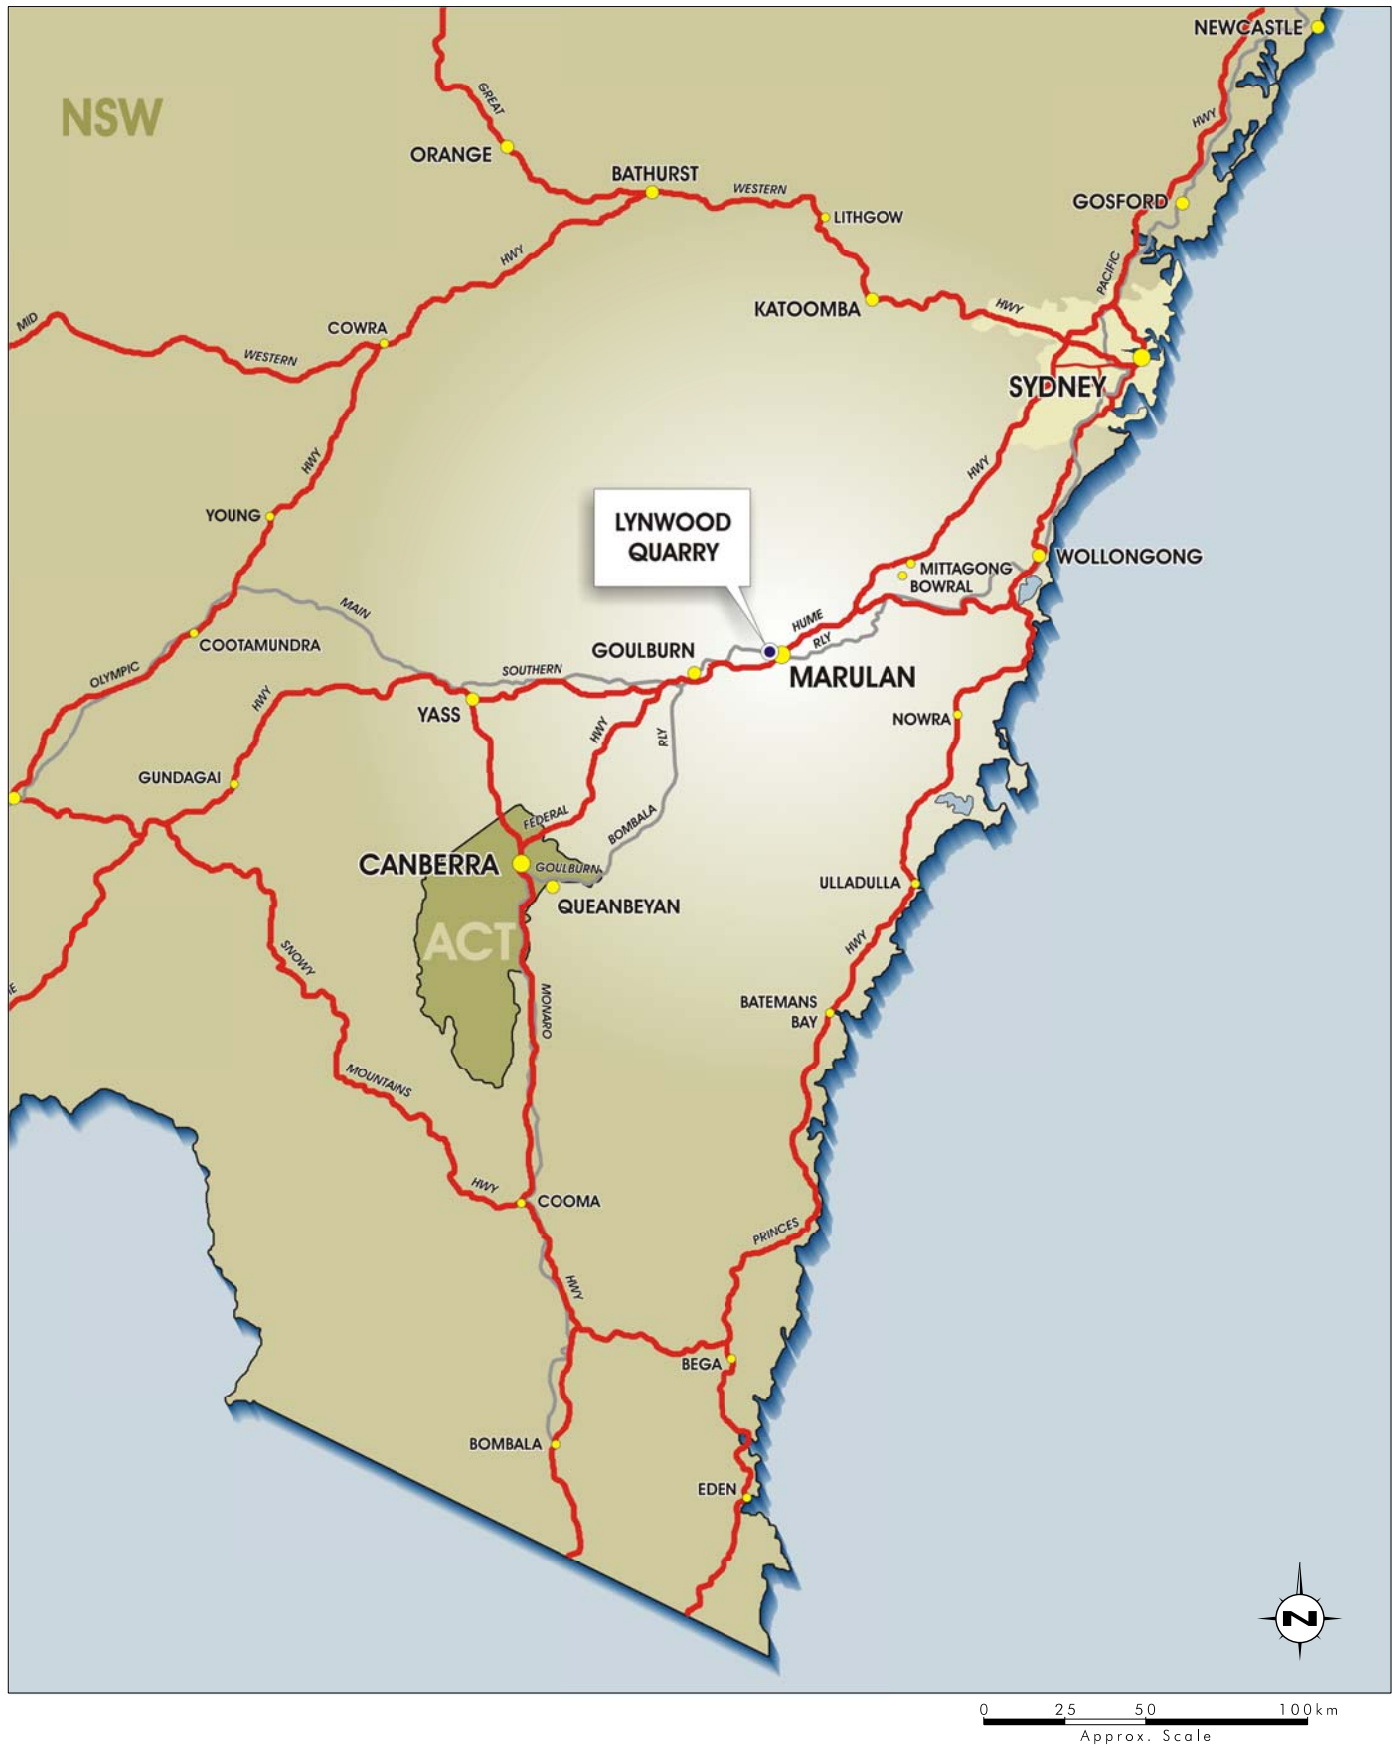 NEWCASTLE
NSW
GREAT
HWY
ORANGE
BATHURST
WESTERN
GOSFORD
LITHGOW
HWY
PACIFIC
KATOOMBA
HWY
MID
COWRA
WESTERN
SYDNEY
HWY
HWY
YOUNG
LYNWOOD
QUARRY
WOLLONGONG
MITTAGONG
BOWRAL
MAIN
HUME
RLY
COOTAMUNDRA
GOULBURN
OLYMPIC
SOUTHERN
MARULAN
HWY
YASS
NOWRA
HWY
RLY
GUNDAGAI
FEDERAL
BOMBALA
CANBERRA
GOULBURN
ULLADULLA
QUEANBEYAN
ACT
HWY
SNOWY
MONARO
BATEMANS
BAY
MOUNTAINS
HWY
COOMA
PRINCES
HWY
BEGA
BOMBALA
EDEN
N
0 25 50 100km
Approx. Scale